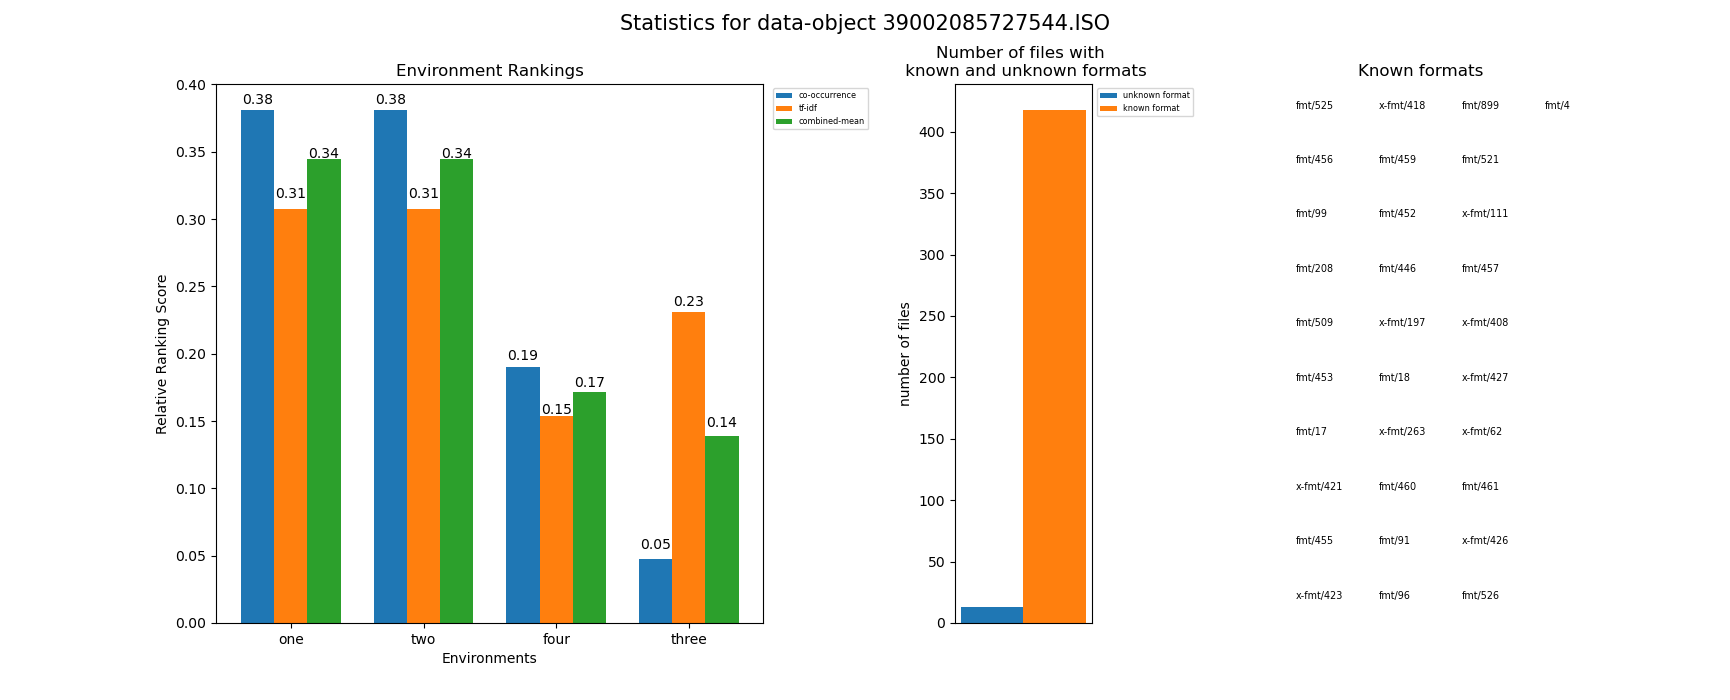 Statistics for data-object 39002085727544.ISO
Environment Rankings
0.40
0.35
0.30
0.25
0.20
0.15
0.10
0.05
0.00
Relative Ranking Score
0.38
0.31
0.34
0.38
0.31
0.34
0.19
0.15
0.17
0.05
0.23
0.14
one two four three
Environments
co-occurrence
tf-idf
combined-mean
Number of files with
known and unknown formats
400
350
300
250
200
150
100
50
0
number of files
unknown format
known format
Known formats
fmt/525 x-fmt/418 fmt/899 fmt/4
fmt/456 fmt/459 fmt/521
fmt/99 fmt/452 x-fmt/111
fmt/208 fmt/446 fmt/457
fmt/509 x-fmt/197 x-fmt/408
fmt/453 fmt/18 x-fmt/427
fmt/17 x-fmt/263 x-fmt/62
x-fmt/421 fmt/460 fmt/461
fmt/455 fmt/91 x-fmt/426
x-fmt/423 fmt/96 fmt/526